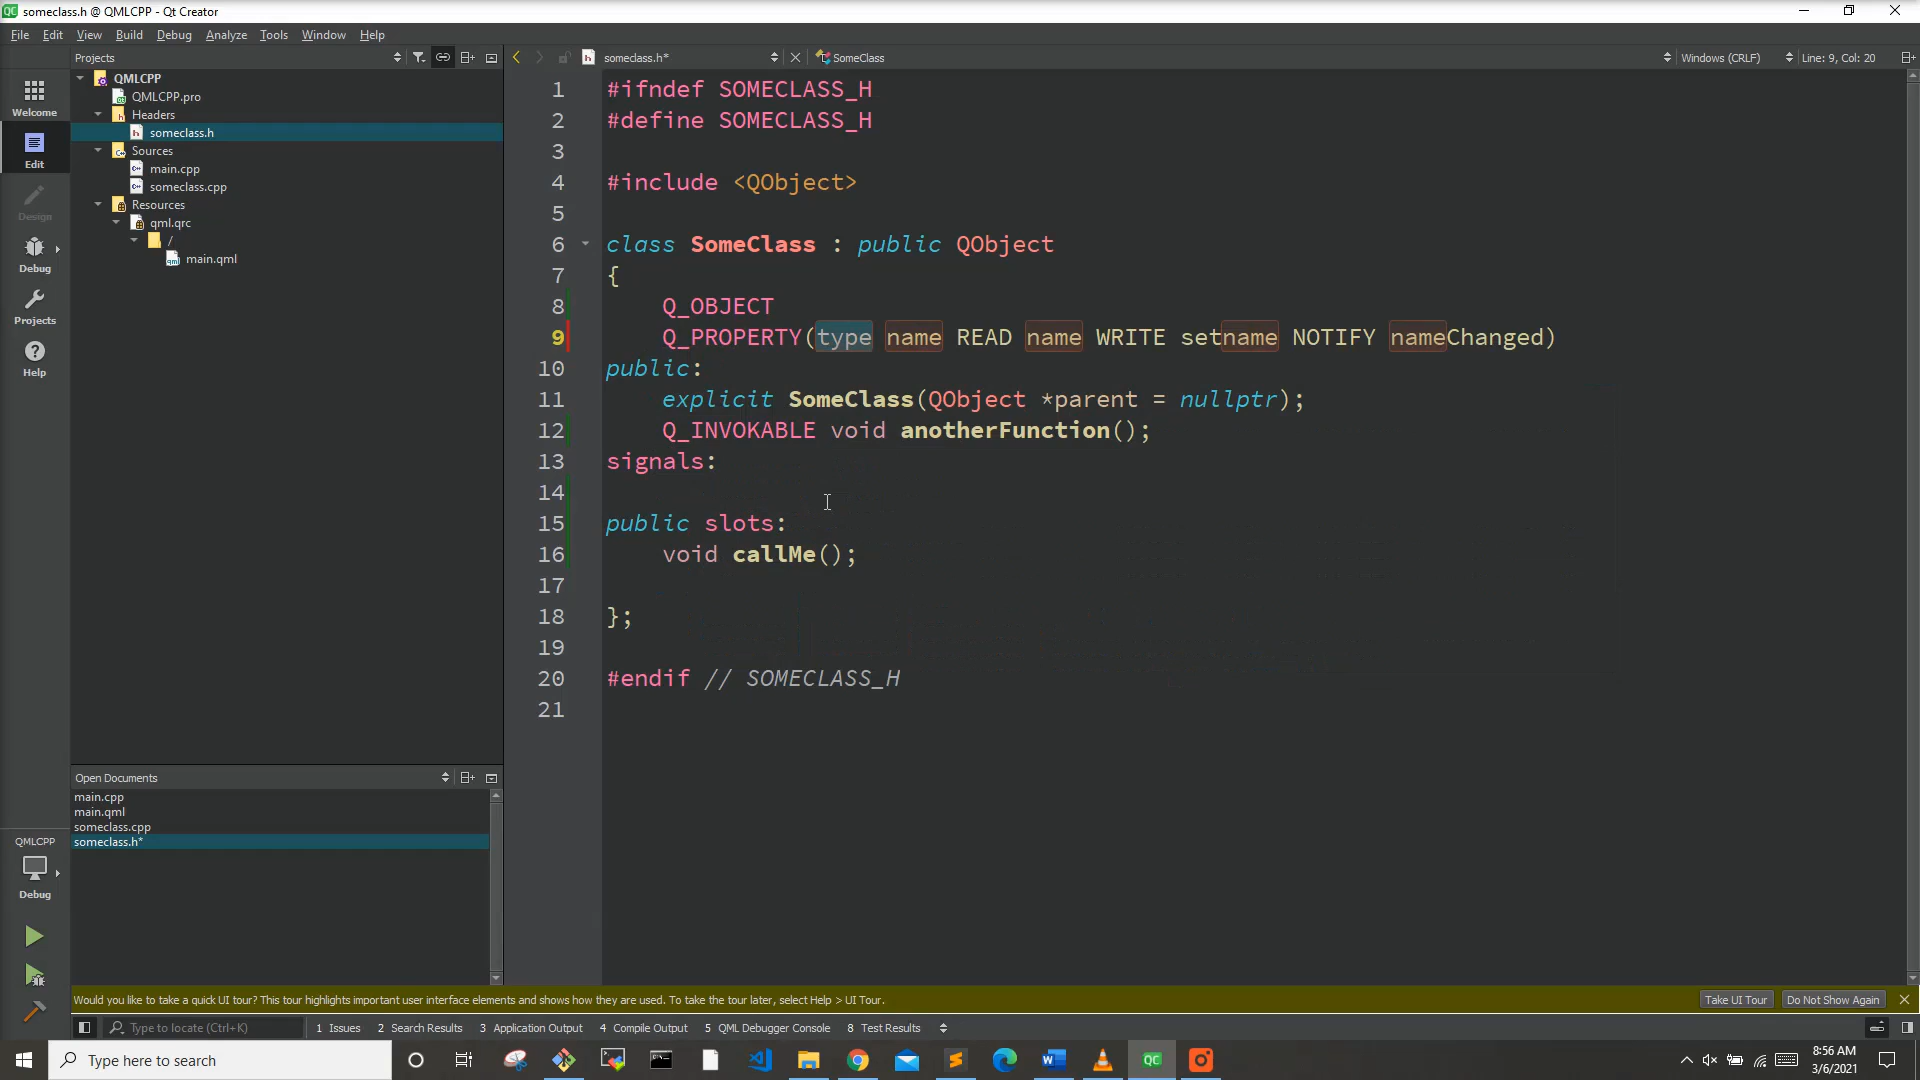 someclass.h @ QMLCPP - Qt Creator
File Edit View Build Debug Tools Analyze Window Help
Projects
someclass.h*
SomeClass
Windows (CRLF)
Line: 9, Col: 20
Welcome
Edit
Design
Debug
Projects
Help
QMLCPP
QMLCPP.pro
Headers
someclass.h
Sources
main.cpp
someclass.cpp
Resources
qml.qrc
/
main.qml
1 #ifndef SOMECLASS_H
2 #define SOMECLASS_H
3
4 #include <QObject>
5
6 class SomeClass : public QObject
7 {
8 Q_OBJECT
9 Q_PROPERTY(type name READ name WRITE setname NOTIFY nameChanged)
10 public:
11 explicit SomeClass(QObject *parent = nullptr);
12 Q_INVOKABLE void anotherFunction();
13 signals:
14
15 public slots:
16 void callMe();
17
18 };
19
20 #endif // SOMECLASS_H
21
Open Documents
main.cpp
main.qml
someclass.cpp
someclass.h*
QMLCPP
Debug
Would you like to take a quick UI tour? This tour highlights important user interface elements and shows how they are used. To take the tour later, select Help > UI Tour.
Take UI Tour
Do Not Show Again
Type to locate (Ctrl+K)
1 Issues
2 Search Results
3 Application Output
4 Compile Output
5 QML Debugger Console
8 Test Results
Type here to search
QC
8:56 AM
3/6/2021